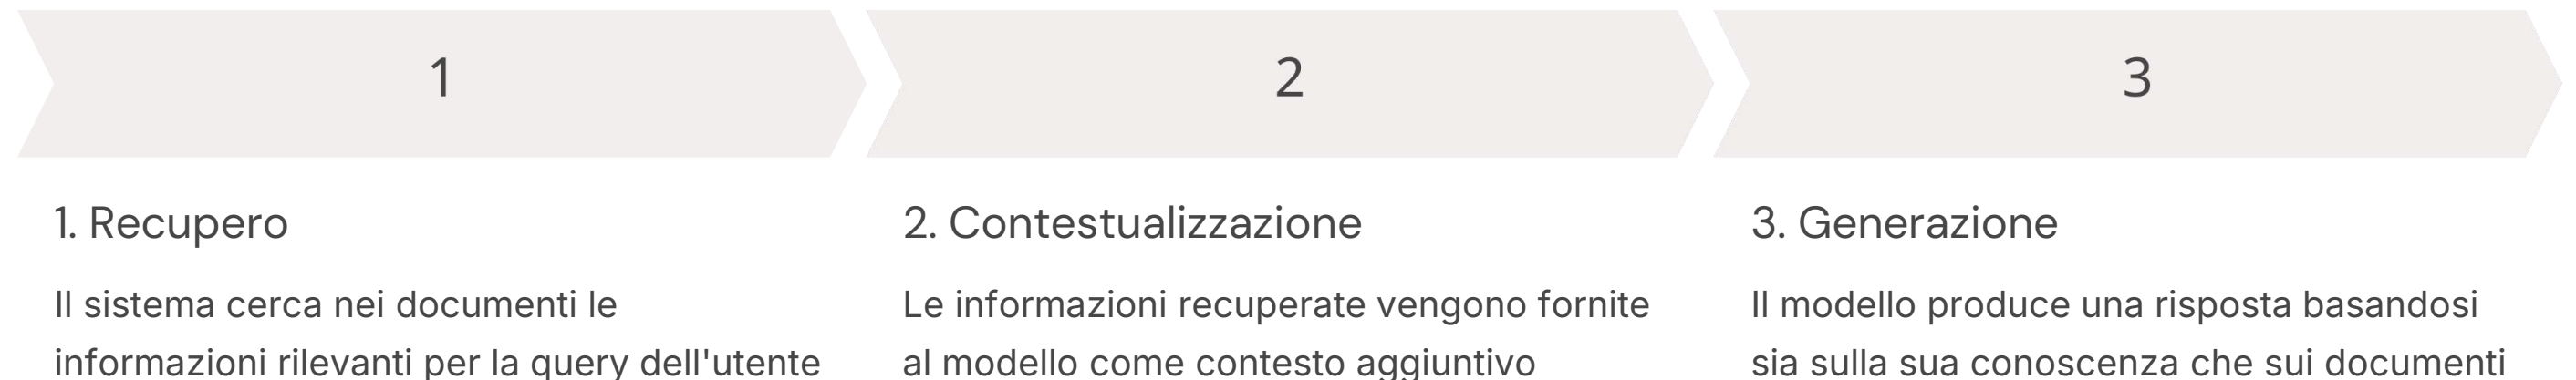 1
2
3
1. Recupero
Il sistema cerca nei documenti le
informazioni rilevanti per la query dell'utente
2. Contestualizzazione
Le informazioni recuperate vengono fornite
al modello come contesto aggiuntivo
3. Generazione
Il modello produce una risposta basandosi
sia sulla sua conoscenza che sui documenti